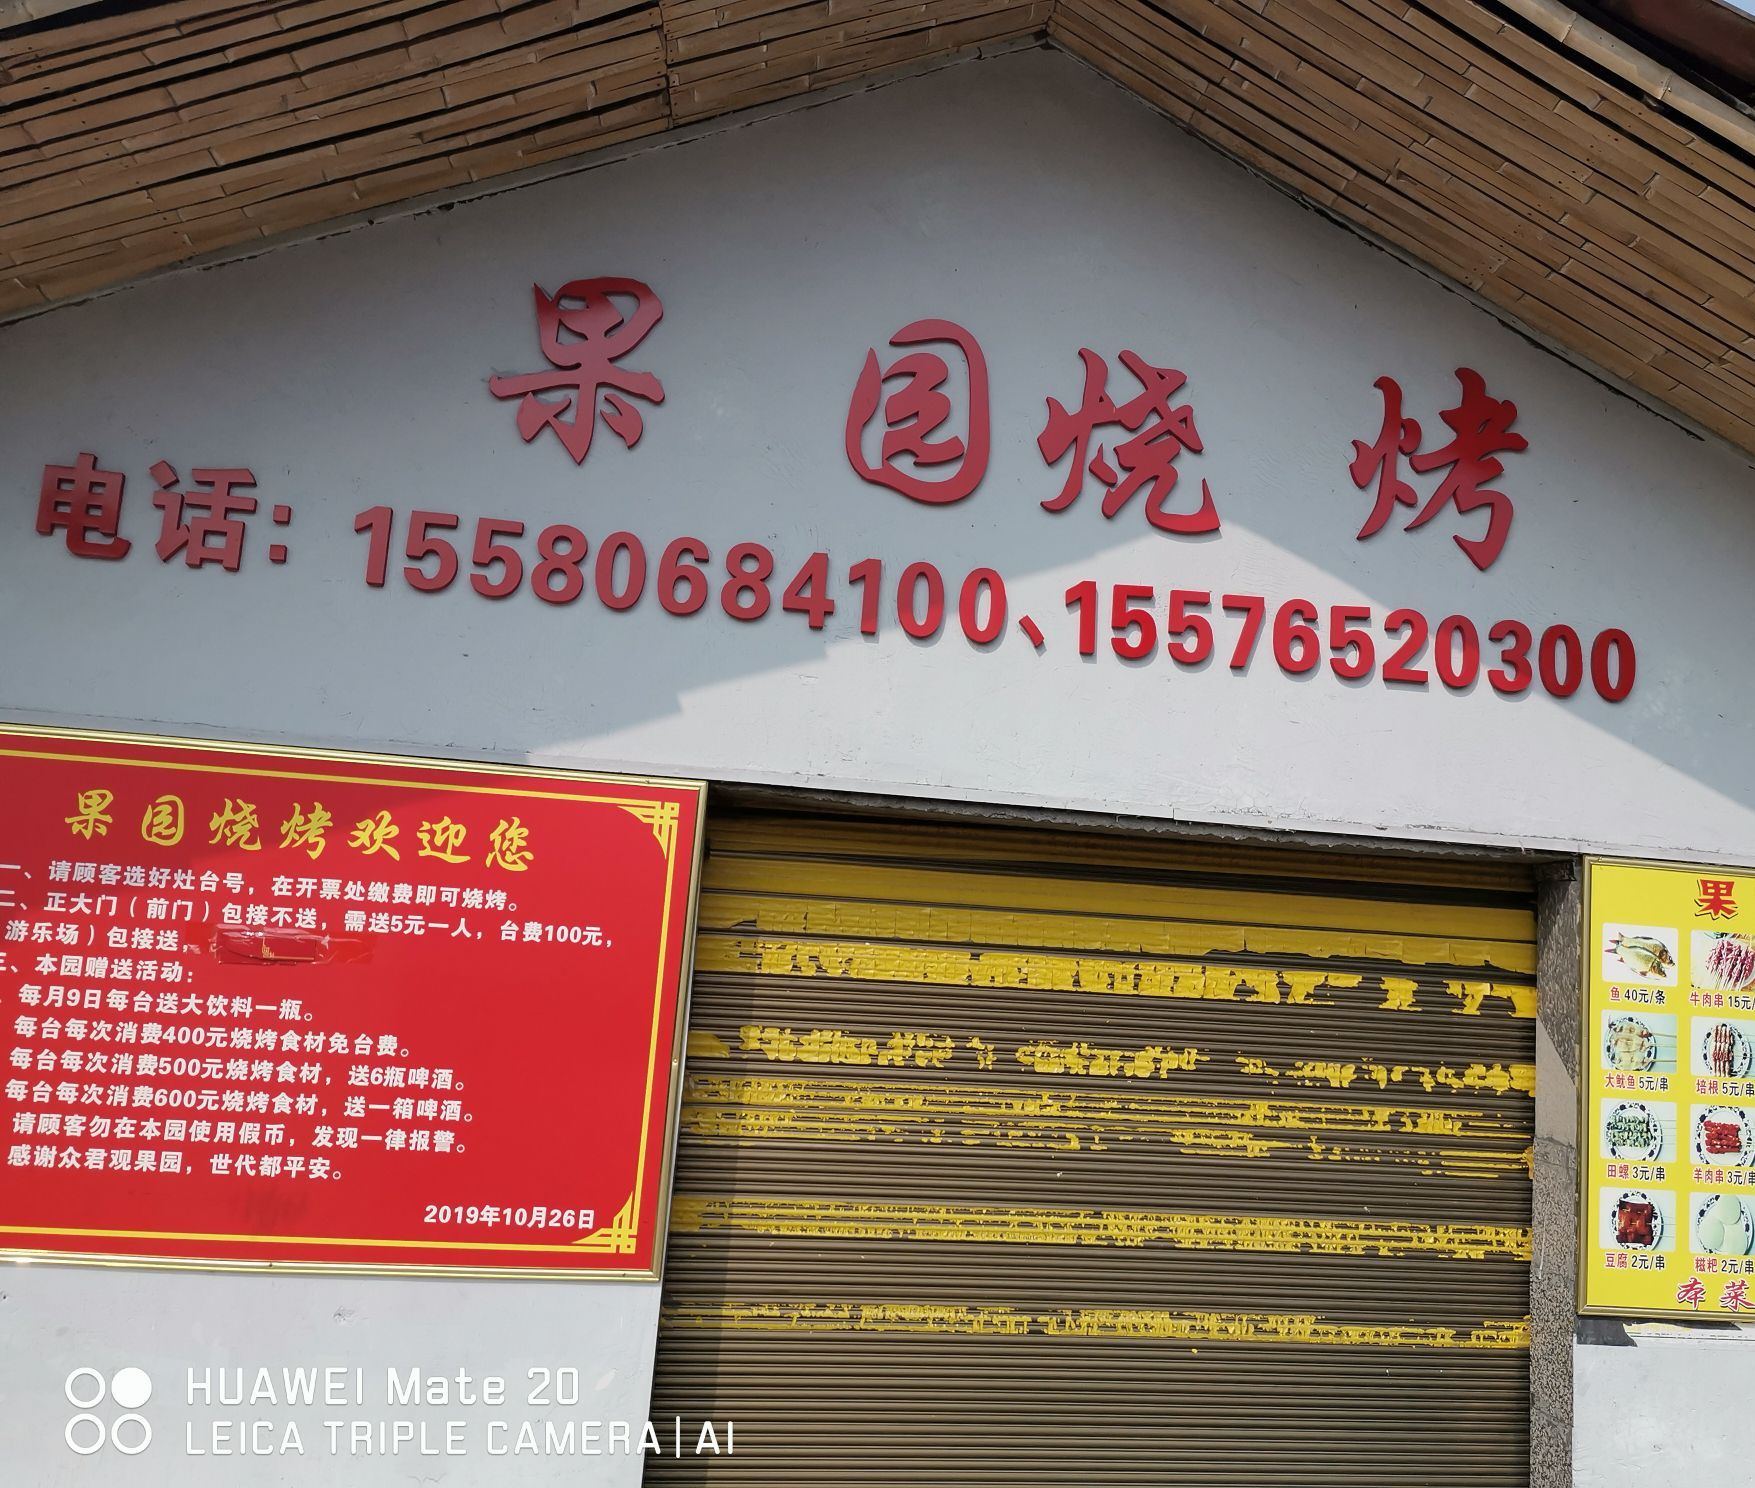 果园烧烤
电话：15580684100、15576520300
果园烧烤欢迎您
一、请顾客选好灶台号，在开票处缴费即可烧烤。
二、正大门（前门）包接不送，需送5元一人，台费100元，
游乐场）包接送，
三、本园赠送活动：
每月9日每台送大饮料一瓶。
每台每次消费400元烧烤食材免台费。
每台每次消费500元烧烤食材，送6瓶啤酒。
每台每次消费600元烧烤食材，送一箱啤酒。
请顾客勿在本园使用假币，发现一律报警。
感谢众君观果园，世代都平安。
2019年10月26日
果
鱼 40元/条 牛肉串 15元/
大鱿鱼 5元/串 培根 5元/串
田螺 3元/串 羊肉串 3元/串
豆腐 2元/串 糍粑 2元/串
本菜
HUAWEI Mate 20
LEICA TRIPLE CAMERA | AI